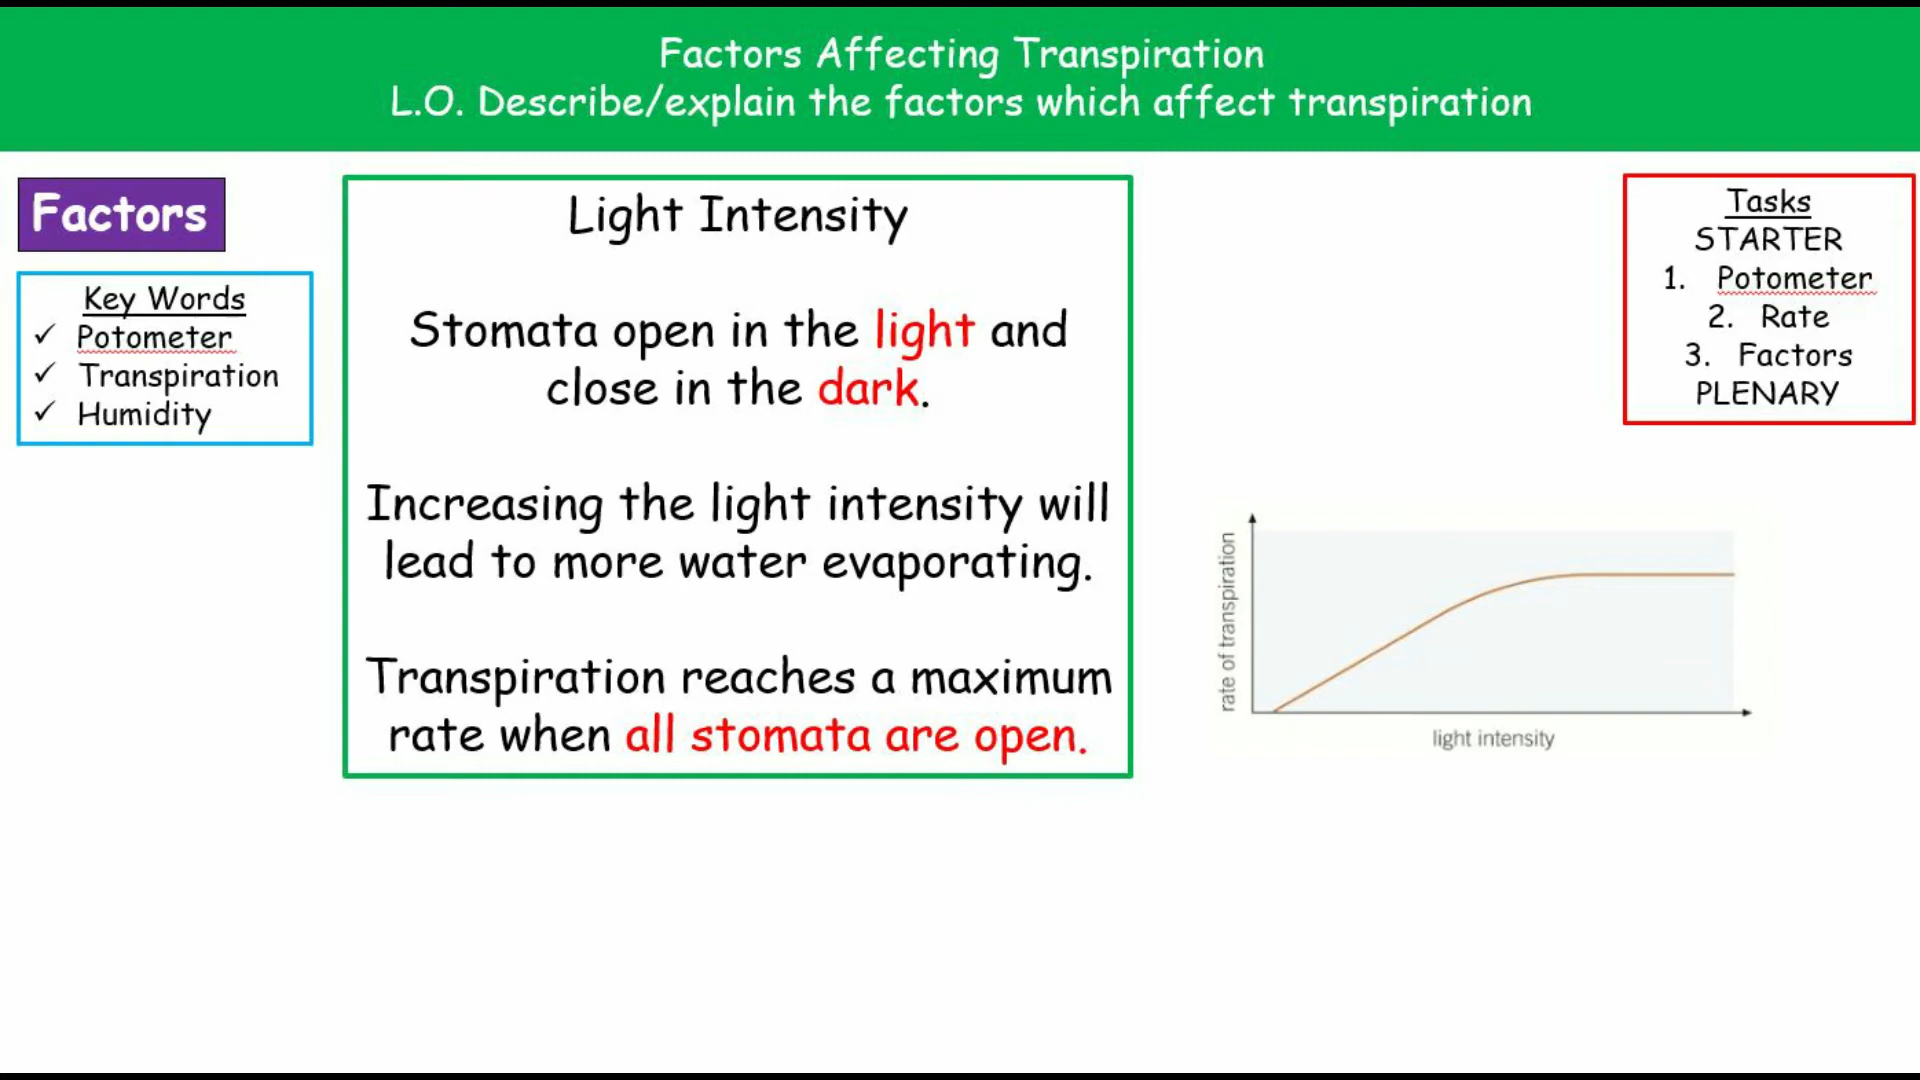 Factors Affecting Transpiration
L.O. Describe/explain the factors which affect transpiration
Factors
Key Words
✓ Potometer
✓ Transpiration
✓ Humidity
Light Intensity
Stomata open in the light and
close in the dark.
Increasing the light intensity will
lead to more water evaporating.
Transpiration reaches a maximum
rate when all stomata are open.
Tasks
STARTER
1. Potometer
2. Rate
3. Factors
PLENARY
rate of transpiration
light intensity